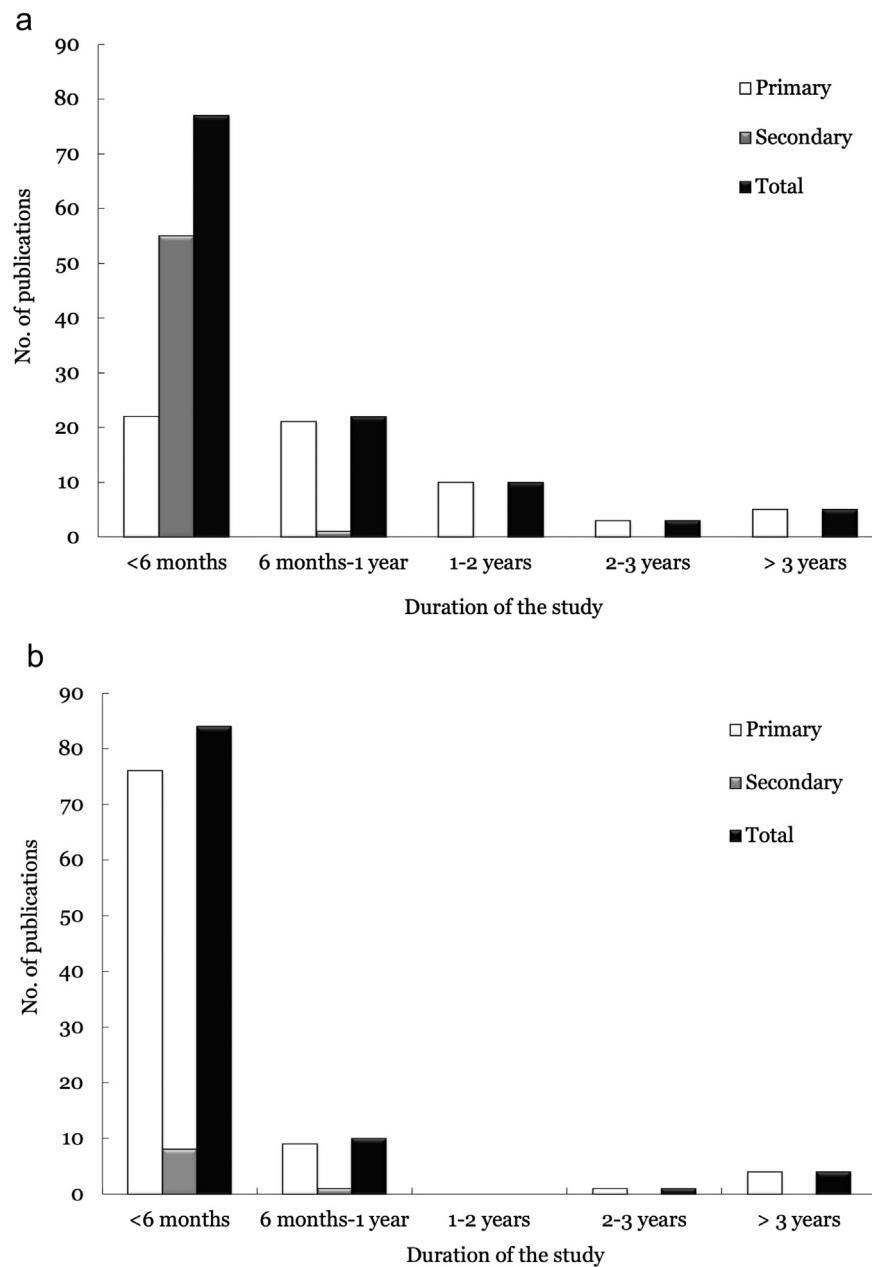 a
90
80
70
60
50
40
30
20
10
0
No. of publications
Primary
Secondary
Total
<6 months 6 months-1 year 1-2 years 2-3 years > 3 years
Duration of the study
b
90
80
70
60
50
40
30
20
10
0
No. of publications
Primary
Secondary
Total
<6 months 6 months-1 year 1-2 years 2-3 years > 3 years
Duration of the study